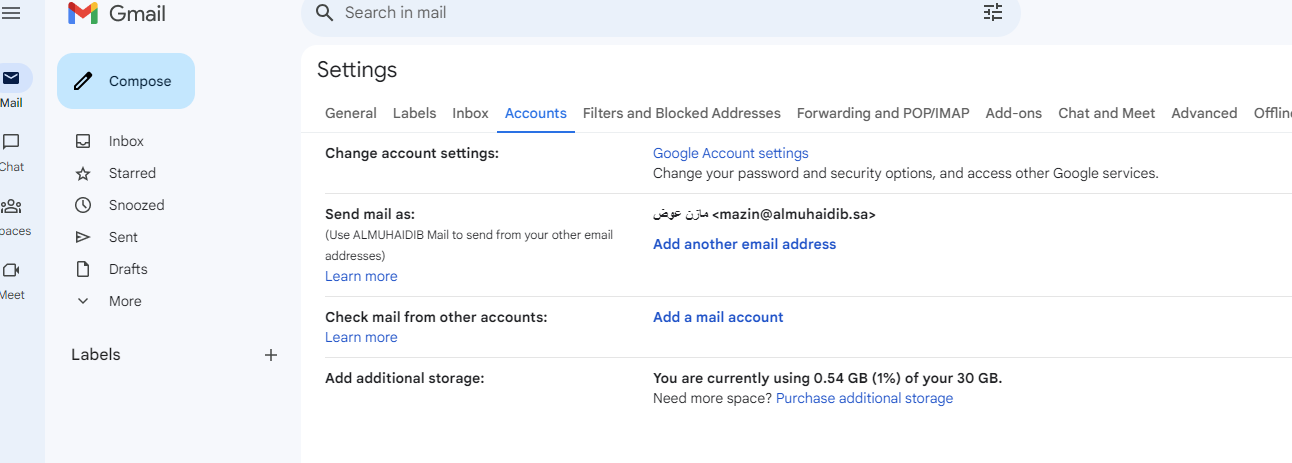 Gmail
Search in mail
Compose
Mail
Chat
paces
Meet
Inbox
Starred
Snoozed
Sent
Drafts
More
Labels
Settings
General Labels Inbox Accounts Filters and Blocked Addresses Forwarding and POP/IMAP Add-ons Chat and Meet Advanced Offline
Change account settings:
Google Account settings
Change your password and security options, and access other Google services.
Send mail as:
(Use ALMUHAIDIB Mail to send from your other email
addresses)
Learn more
مازن عوض <mazin@almuhaidib.sa>
Add another email address
Check mail from other accounts:
Learn more
Add a mail account
Add additional storage:
You are currently using 0.54 GB (1%) of your 30 GB.
Need more space? Purchase additional storage